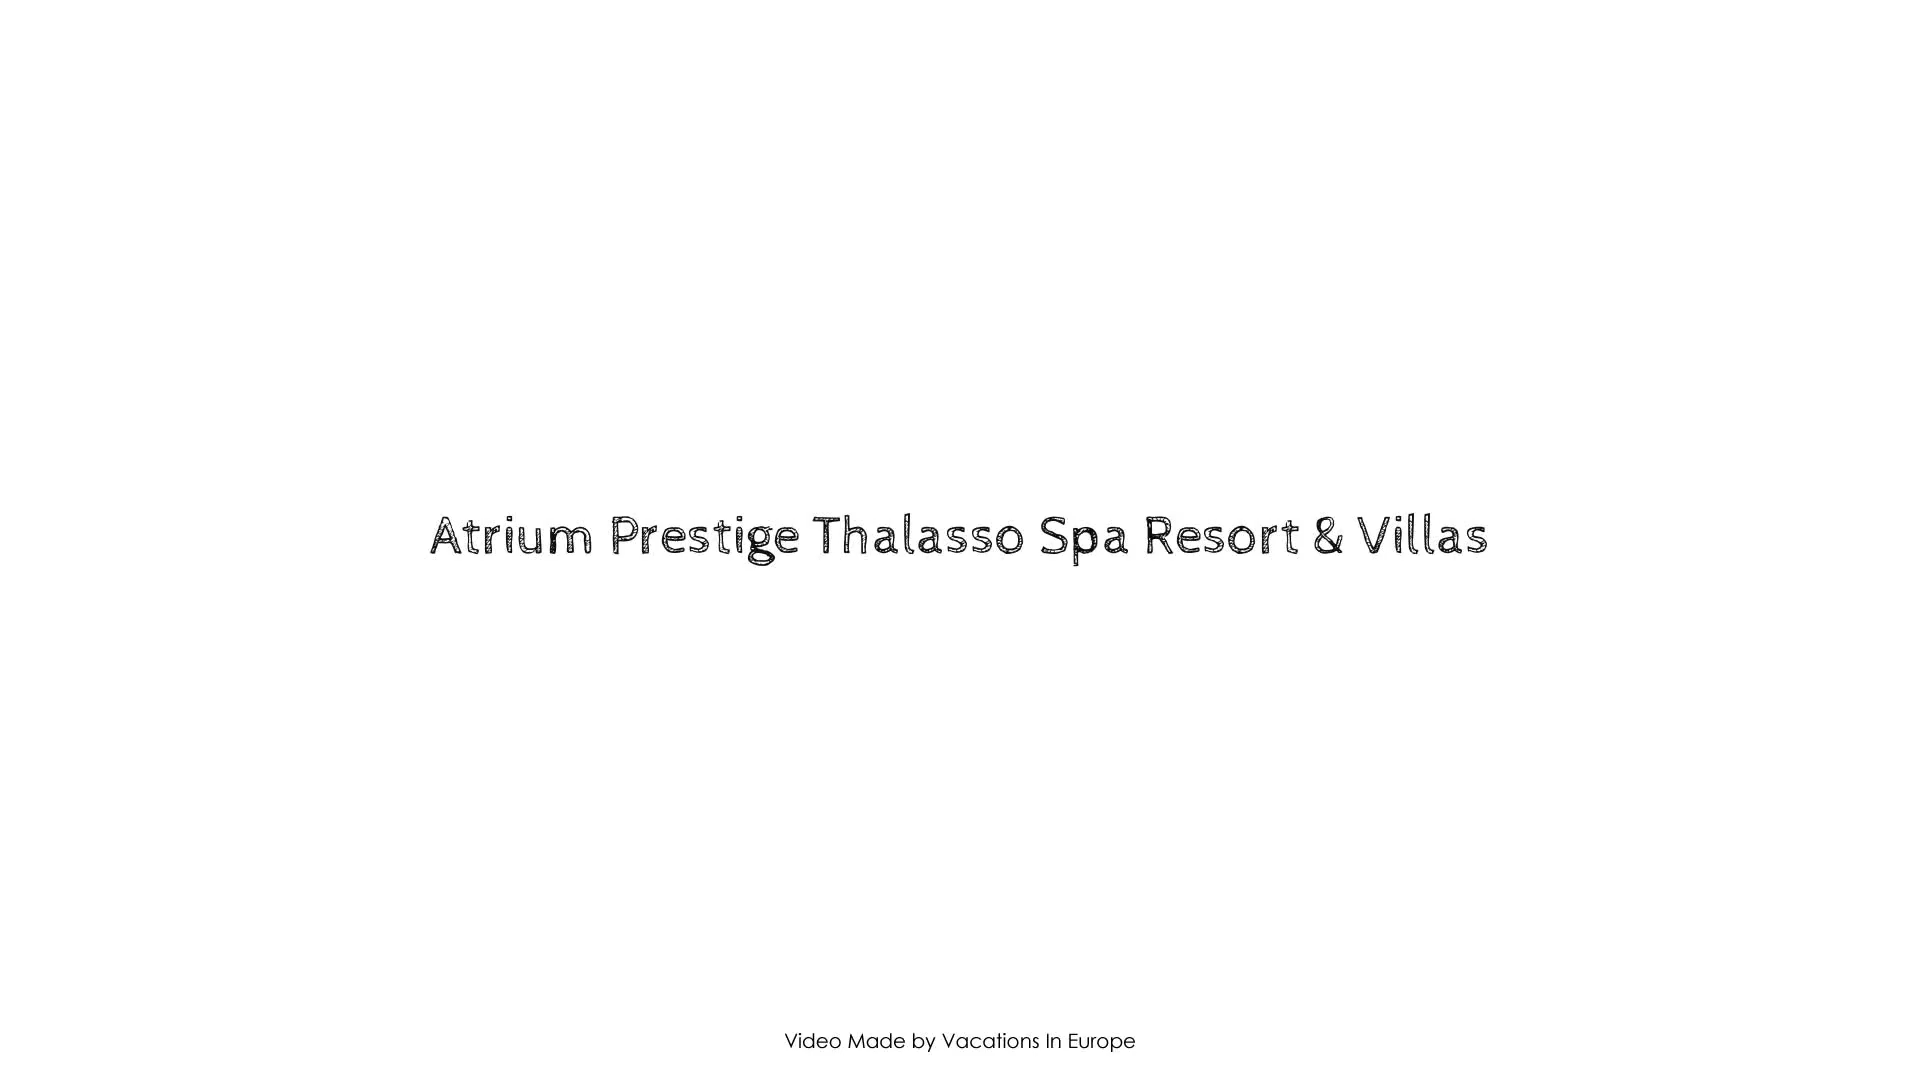 Atrium Prestige Thalasso Spa Resort & Villas
Video Made by Vacations In Europe